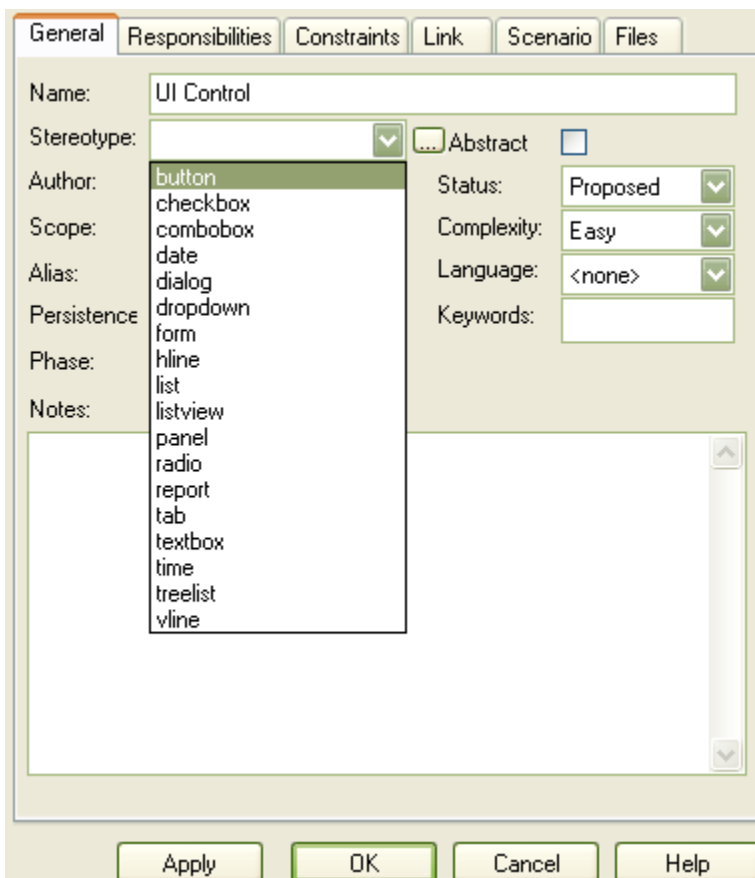 General Responsibilities Constraints Link Scenario Files
Name: UI Control
Stereotype: ... Abstract
Author: Status: Proposed
Scope: Complexity: Easy
Alias: Language: <none>
Persistence Keywords:
Phase:
Notes:
button
checkbox
combobox
date
dialog
dropdown
form
hline
list
listview
panel
radio
report
tab
textbox
time
treelist
vline
Apply OK Cancel Help